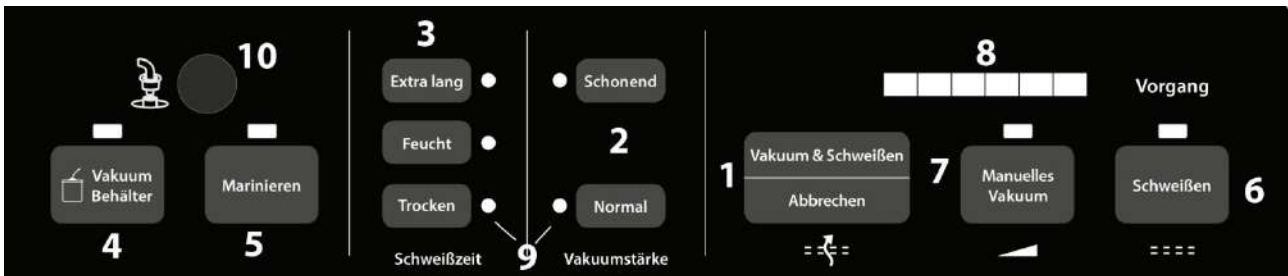 10
Vakuum
Behälter
4
Marinieren
5
3
Extra lang
Feucht
Trocken
Schweißzeit
9
Schonend
2
Normal
Vakuumstärke
8
Vorgang
1
Vakuum & Schweißen
Abbrechen
7
Manuelles
Vakuum
Schweißen
6